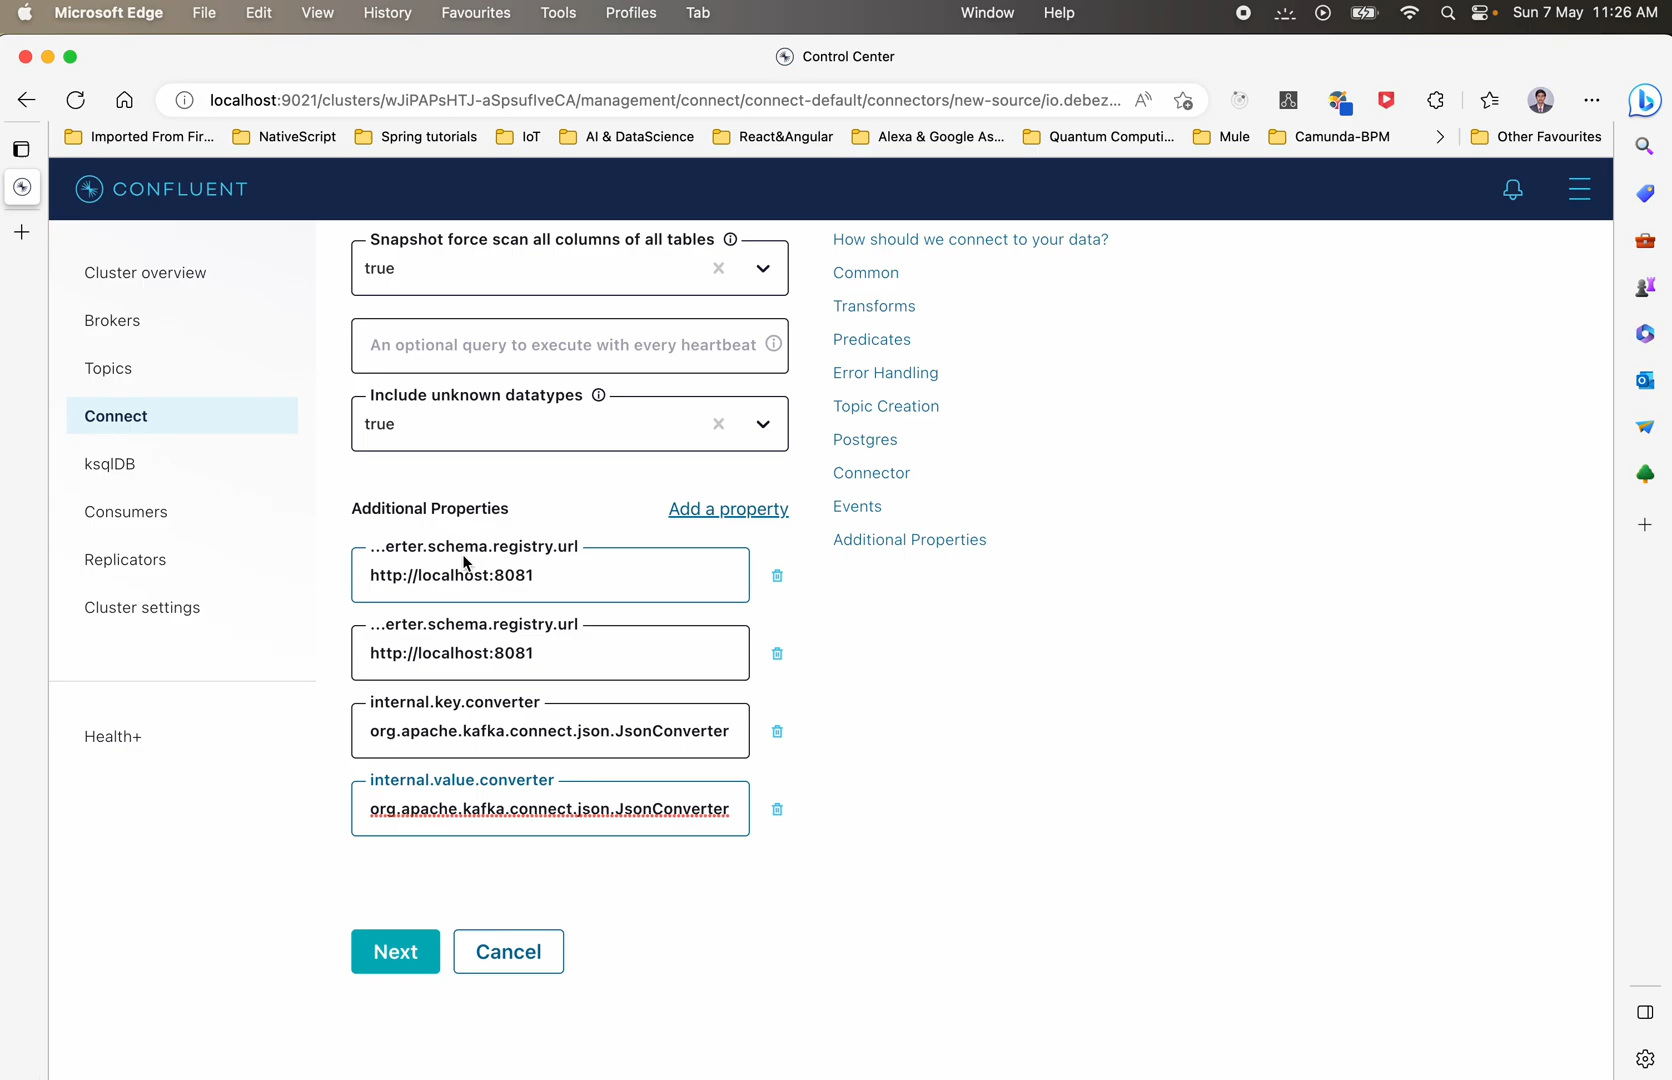 Microsoft Edge File Edit View History Favourites Tools Profiles Tab Window Help Sun 7 May 11:26 AM
Control Center
localhost:9021/clusters/wJiPAPsHTJ-aSpsuflveCA/management/connect/connect-default/connectors/new-source/io.debez...
Imported From Fir... NativeScript Spring tutorials IoT AI & DataScience React&Angular Alexa & Google As... Quantum Computi... Mule Camunda-BPM Other Favourites
CONFLUENT
Cluster overview
Brokers
Topics
Connect
ksqlDB
Consumers
Replicators
Cluster settings
Health+
Snapshot force scan all columns of all tables
true
An optional query to execute with every heartbeat
Include unknown datatypes
true
Additional Properties Add a property
...erter.schema.registry.url
http://localhost:8081
...erter.schema.registry.url
http://localhost:8081
internal.key.converter
org.apache.kafka.connect.json.JsonConverter
internal.value.converter
org.apache.kafka.connect.json.JsonConverter
Next Cancel
How should we connect to your data?
Common
Transforms
Predicates
Error Handling
Topic Creation
Postgres
Connector
Events
Additional Properties